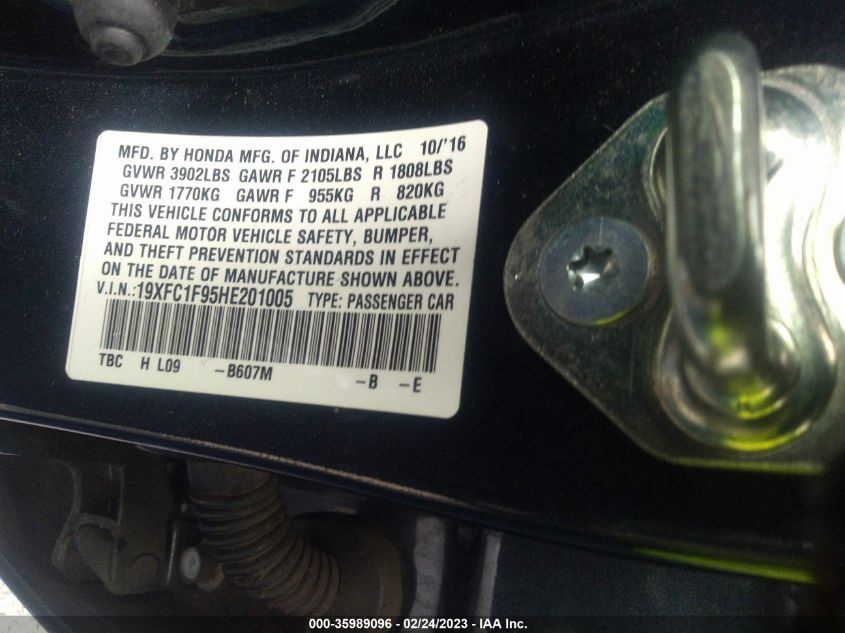 MFD. BY HONDA MFG. OF INDIANA, LLC 10/'16
GVWR 3902LBS GAWR F 2105LBS R 1808LBS
GVWR 1770KG GAWR F 955KG R 820KG
THIS VEHICLE CONFORMS TO ALL APPLICABLE
FEDERAL MOTOR VEHICLE SAFETY, BUMPER,
AND THEFT PREVENTION STANDARDS IN EFFECT
ON THE DATE OF MANUFACTURE SHOWN ABOVE.
V.I.N.:19XFC1F95HE201005 TYPE: PASSENGER CAR
TBC H L09 -B607M -B -E
000-35989096 - 02/24/2023 - IAA Inc.